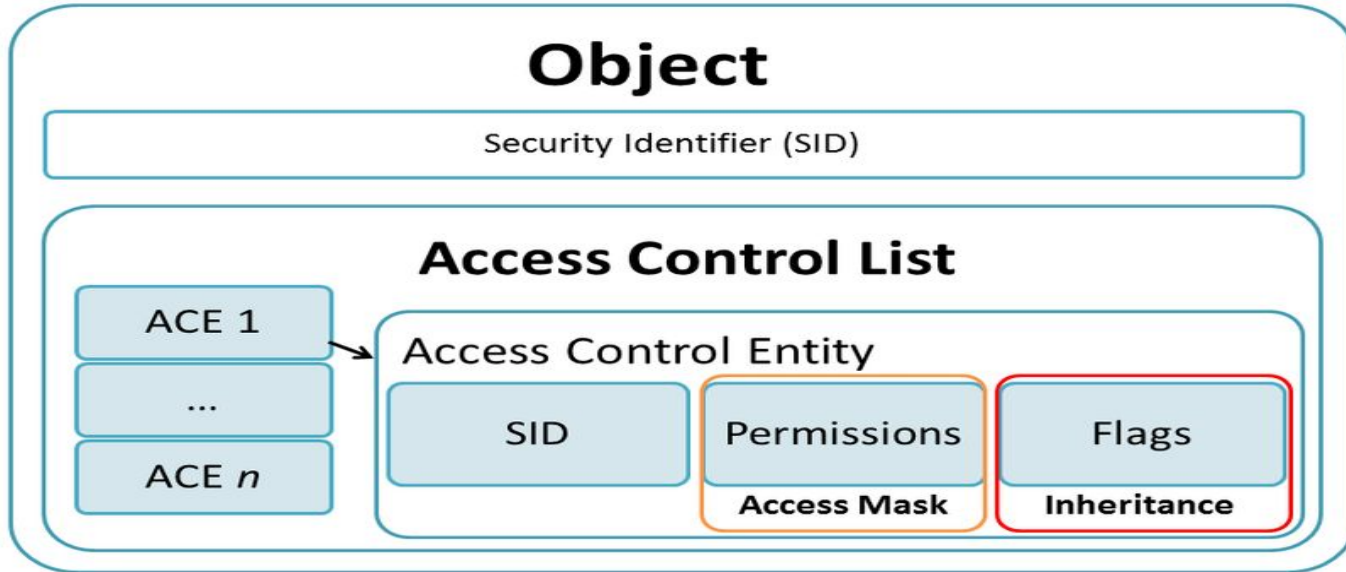 Object
Security Identifier (SID)
Access Control List
ACE 1
...
ACE n
Access Control Entity
SID
Permissions
Flags
Access Mask
Inheritance